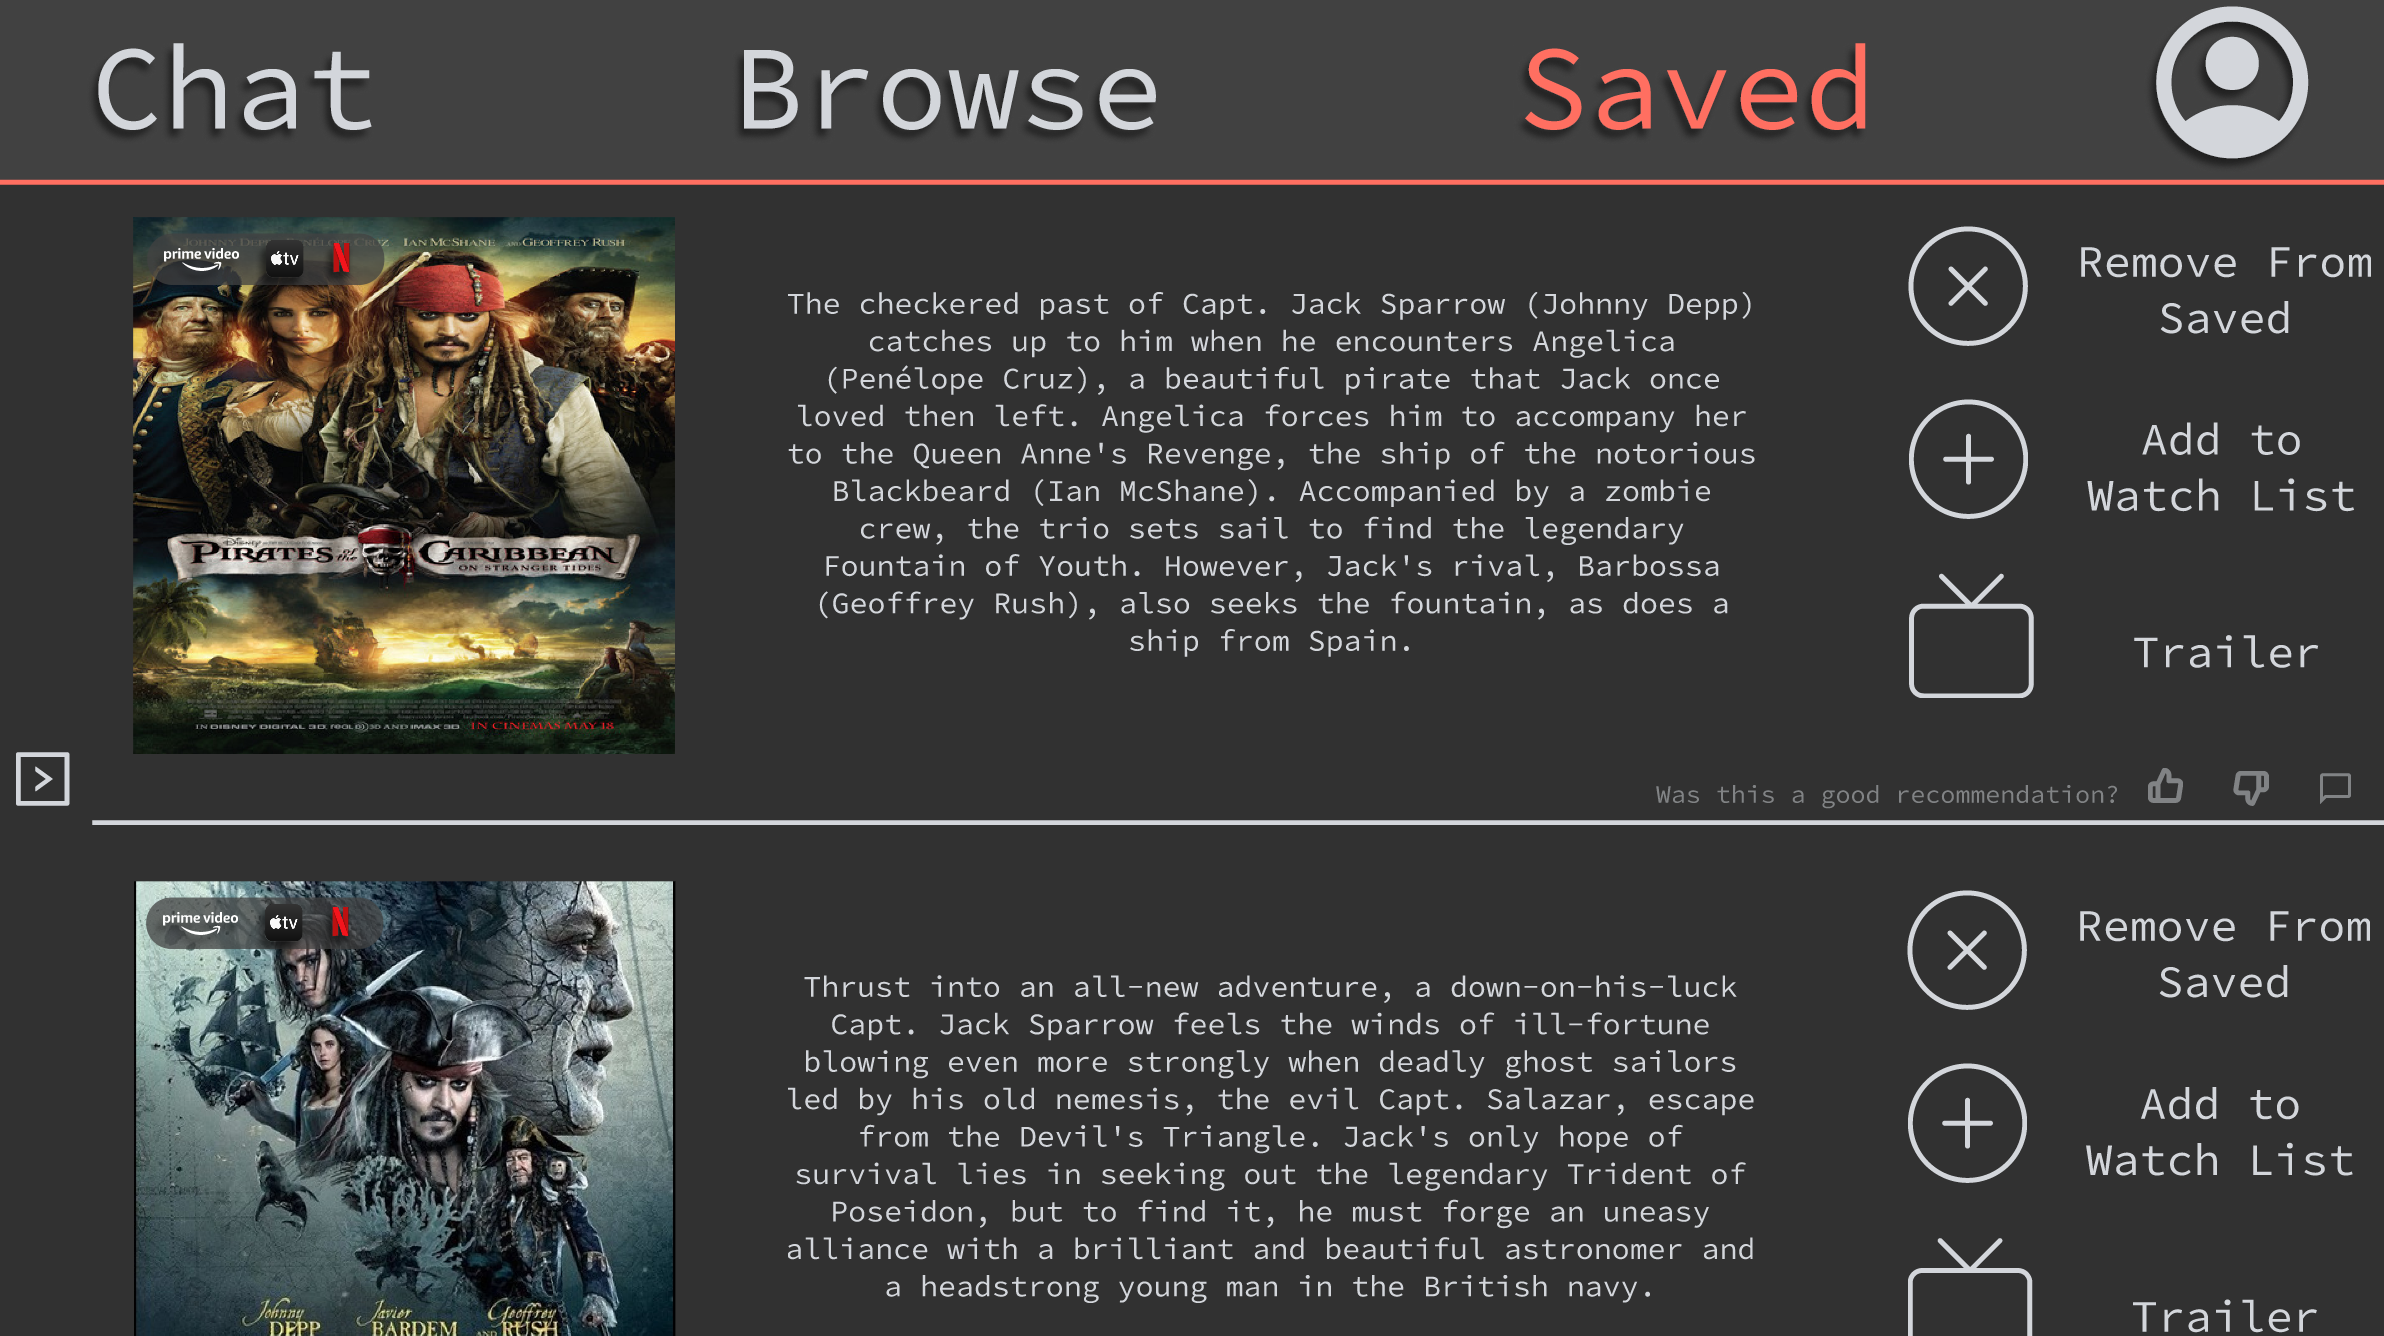 Chat
Browse
Saved
JOHNNY DEPP PENÉLOPE CRUZ IAN MCSHANE AND GEOFFREY RUSH
prime video
tv
N
Disney
PIRATES of the CARIBBEAN
ON STRANGER TIDES
IN DISNEY DIGITAL 3D, REAL D 3D AND IMAX 3D IN CINEMAS MAY 18
The checkered past of Capt. Jack Sparrow (Johnny Depp)
catches up to him when he encounters Angelica
(Penélope Cruz), a beautiful pirate that Jack once
loved then left. Angelica forces him to accompany her
to the Queen Anne's Revenge, the ship of the notorious
Blackbeard (Ian McShane). Accompanied by a zombie
crew, the trio sets sail to find the legendary
Fountain of Youth. However, Jack's rival, Barbossa
(Geoffrey Rush), also seeks the fountain, as does a
ship from Spain.
Remove From
Saved
Add to
Watch List
Trailer
Was this a good recommendation?
prime video
tv
N
Johnny DEPP
Javier BARDEM
AND Geoffrey RUSH
Thrust into an all-new adventure, a down-on-his-luck
Capt. Jack Sparrow feels the winds of ill-fortune
blowing even more strongly when deadly ghost sailors
led by his old nemesis, the evil Capt. Salazar, escape
from the Devil's Triangle. Jack's only hope of
survival lies in seeking out the legendary Trident of
Poseidon, but to find it, he must forge an uneasy
alliance with a brilliant and beautiful astronomer and
a headstrong young man in the British navy.
Remove From
Saved
Add to
Watch List
Trailer